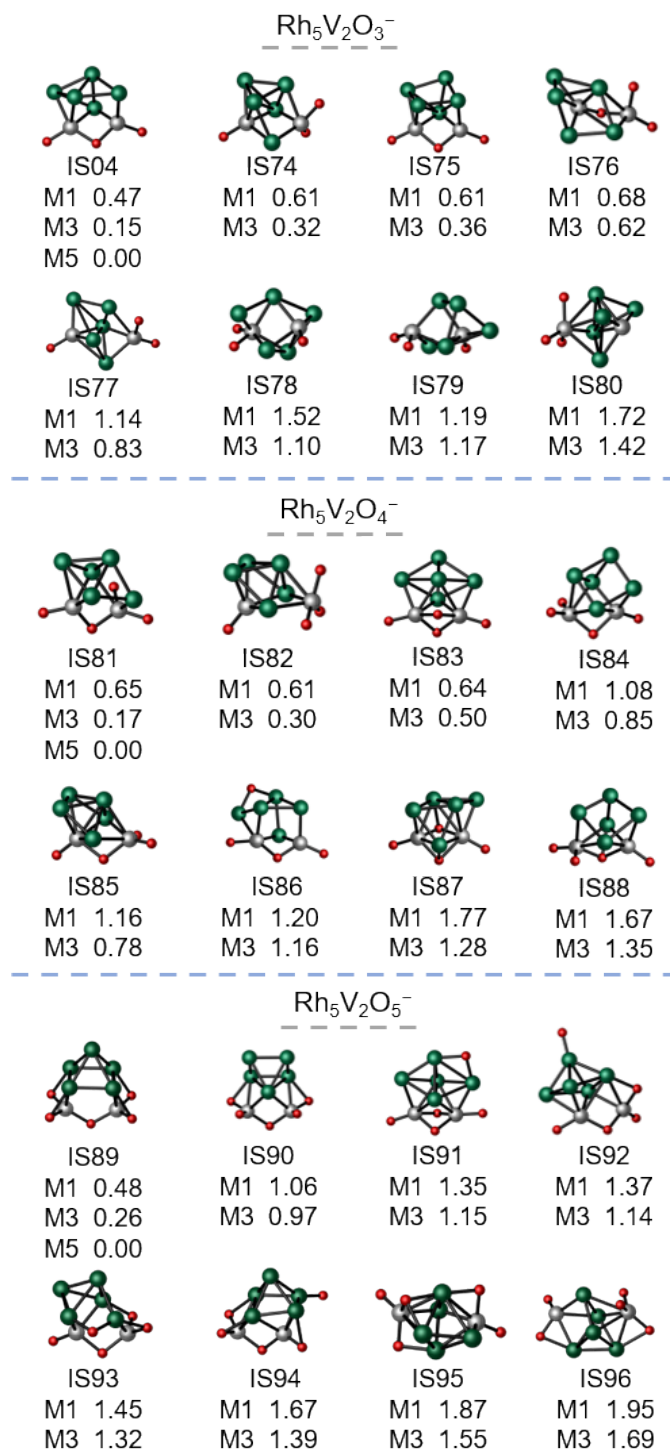 Rh₅V₂O₃⁻
IS04 IS74 IS75 IS76
M1 0.47 M1 0.61 M1 0.61 M1 0.68
M3 0.15 M3 0.32 M3 0.36 M3 0.62
M5 0.00
IS77 IS78 IS79 IS80
M1 1.14 M1 1.52 M1 1.19 M1 1.72
M3 0.83 M3 1.10 M3 1.17 M3 1.42
Rh₅V₂O₄⁻
IS81 IS82 IS83 IS84
M1 0.65 M1 0.61 M1 0.64 M1 1.08
M3 0.17 M3 0.30 M3 0.50 M3 0.85
M5 0.00
IS85 IS86 IS87 IS88
M1 1.16 M1 1.20 M1 1.77 M1 1.67
M3 0.78 M3 1.16 M3 1.28 M3 1.35
Rh₅V₂O₅⁻
IS89 IS90 IS91 IS92
M1 0.48 M1 1.06 M1 1.35 M1 1.37
M3 0.26 M3 0.97 M3 1.15 M3 1.14
M5 0.00
IS93 IS94 IS95 IS96
M1 1.45 M1 1.67 M1 1.87 M1 1.95
M3 1.32 M3 1.39 M3 1.55 M3 1.69